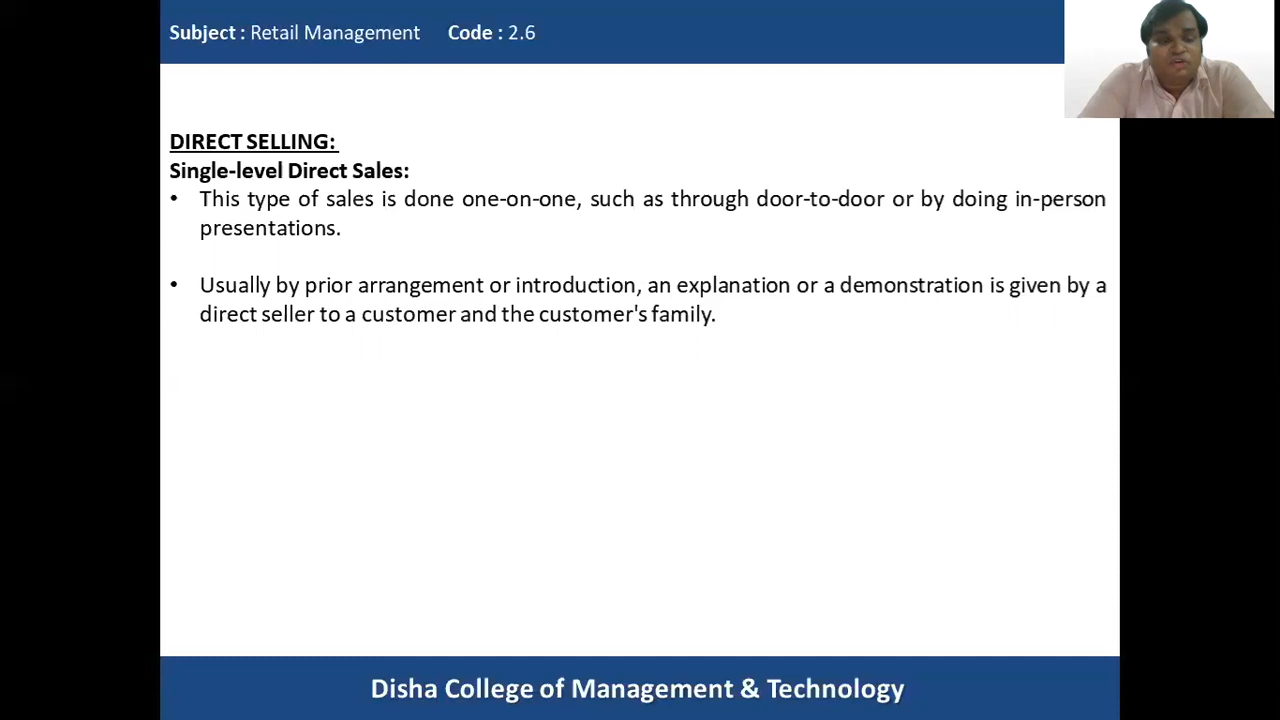 Subject : Retail Management Code : 2.6
DIRECT SELLING:
Single-level Direct Sales:
• This type of sales is done one-on-one, such as through door-to-door or by doing in-person
presentations.
• Usually by prior arrangement or introduction, an explanation or a demonstration is given by a
direct seller to a customer and the customer's family.
Disha College of Management & Technology